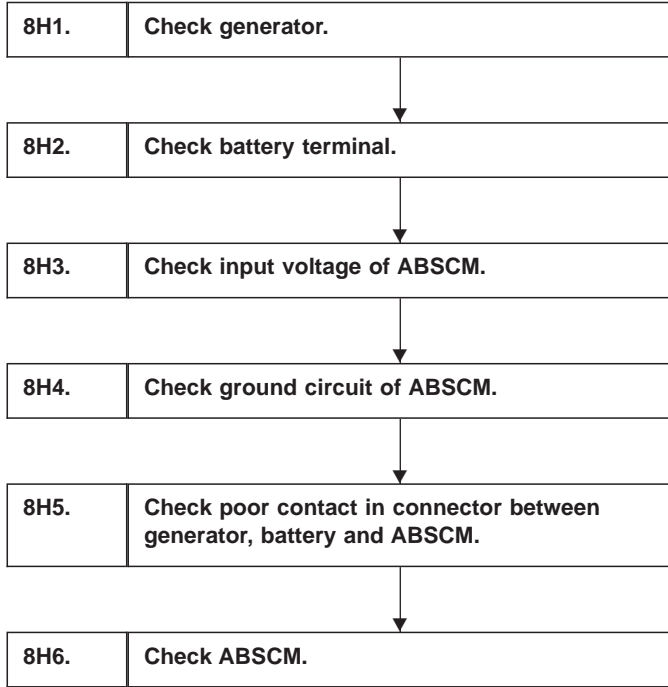 8H1. Check generator.
8H2. Check battery terminal.
8H3. Check input voltage of ABSCM.
8H4. Check ground circuit of ABSCM.
8H5. Check poor contact in connector between
generator, battery and ABSCM.
8H6. Check ABSCM.